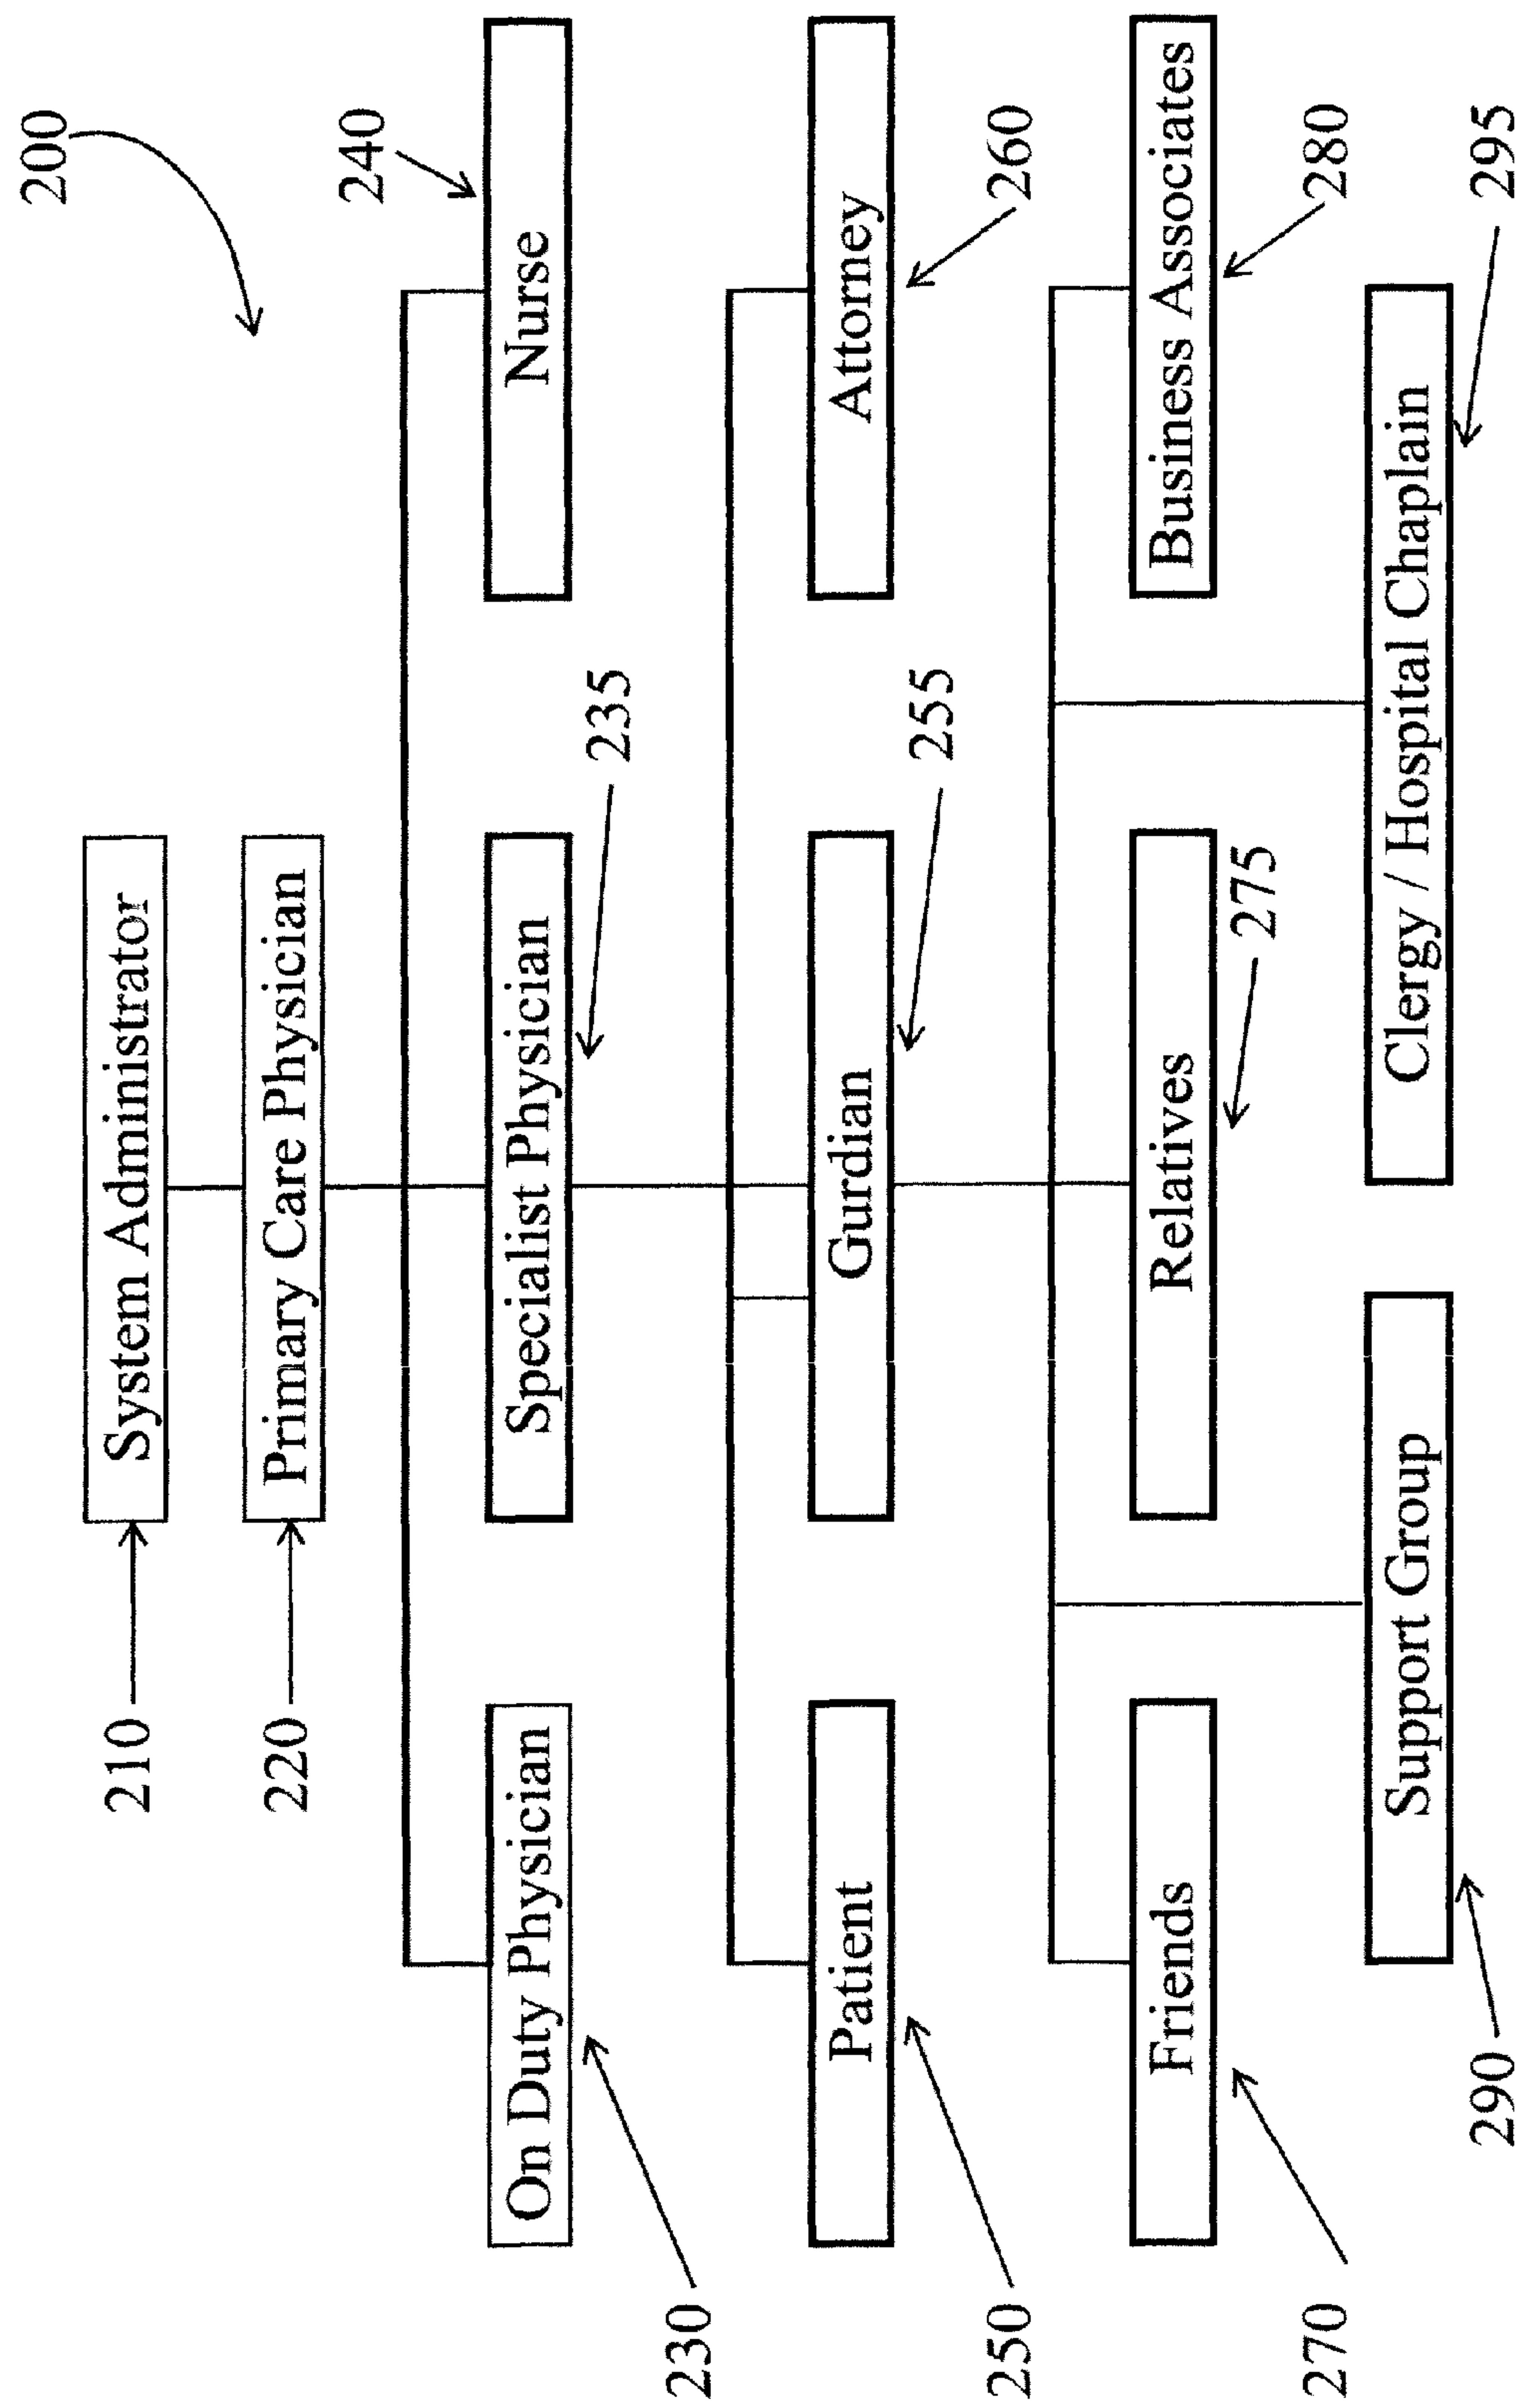 200
210
System Administrator
220
Primary Care Physician
240
On Duty Physician
Specialist Physician
Nurse
230
235
Patient
Gurdian
Attorney
250
255
260
Friends
Relatives
Business Associates
270
275
280
Support Group
Clergy / Hospital Chaplain
290
295